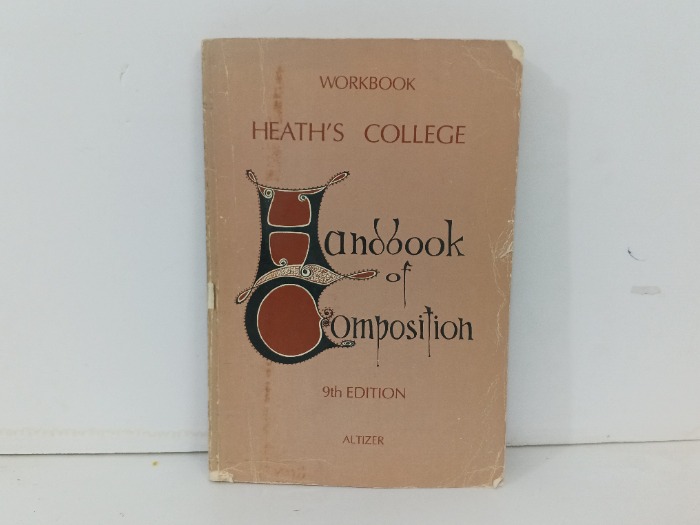 WORKBOOK
HEATH'S COLLEGE
Handbook
of
Composition
9th EDITION
ALTIZER